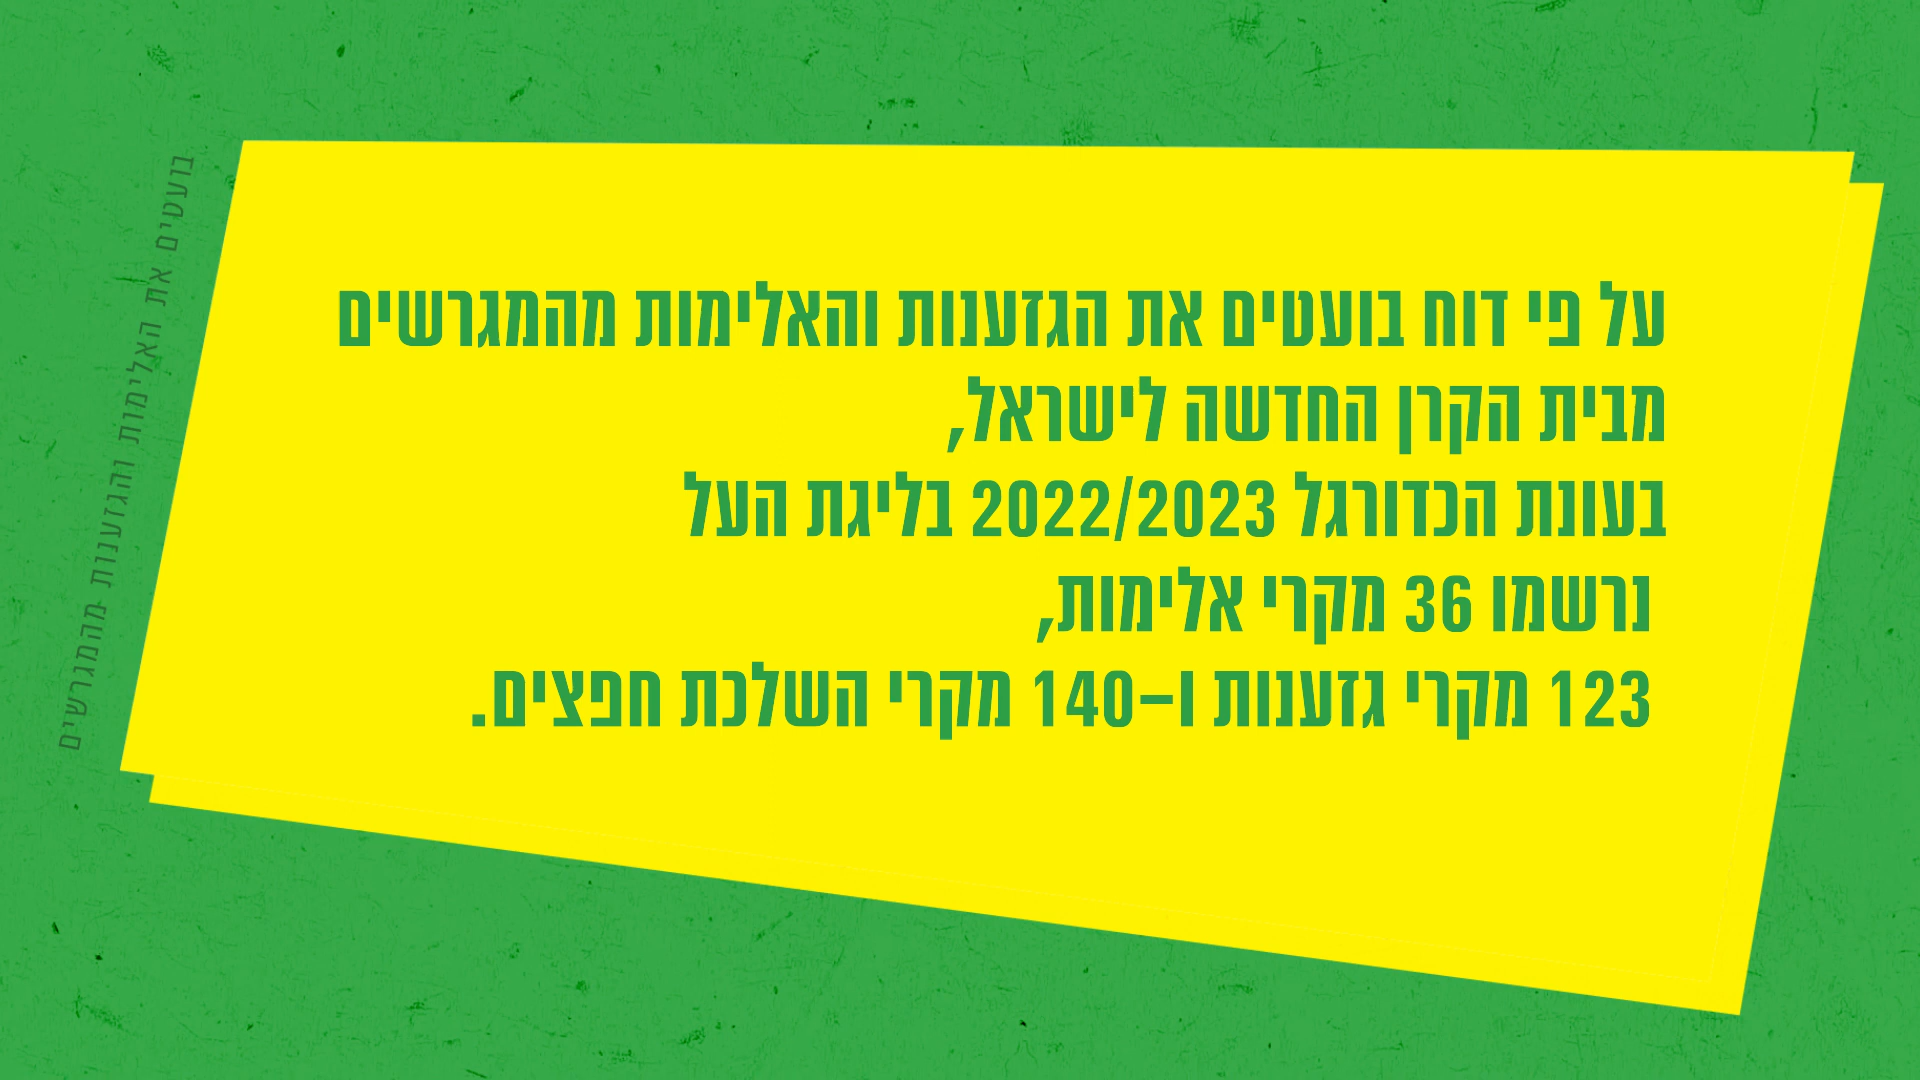 על פי דוח בועטים את הגזענות והאלימות מהמגרשים
מבית הקרן החדשה לישראל,
בעונת הכדורגל 2022/2023 בליגת העל
נרשמו 36 מקרי אלימות,
123 מקרי גזענות ו–140 מקרי השלכת חפצים.
בועטים את האלימות והגזענות מהמגרשים